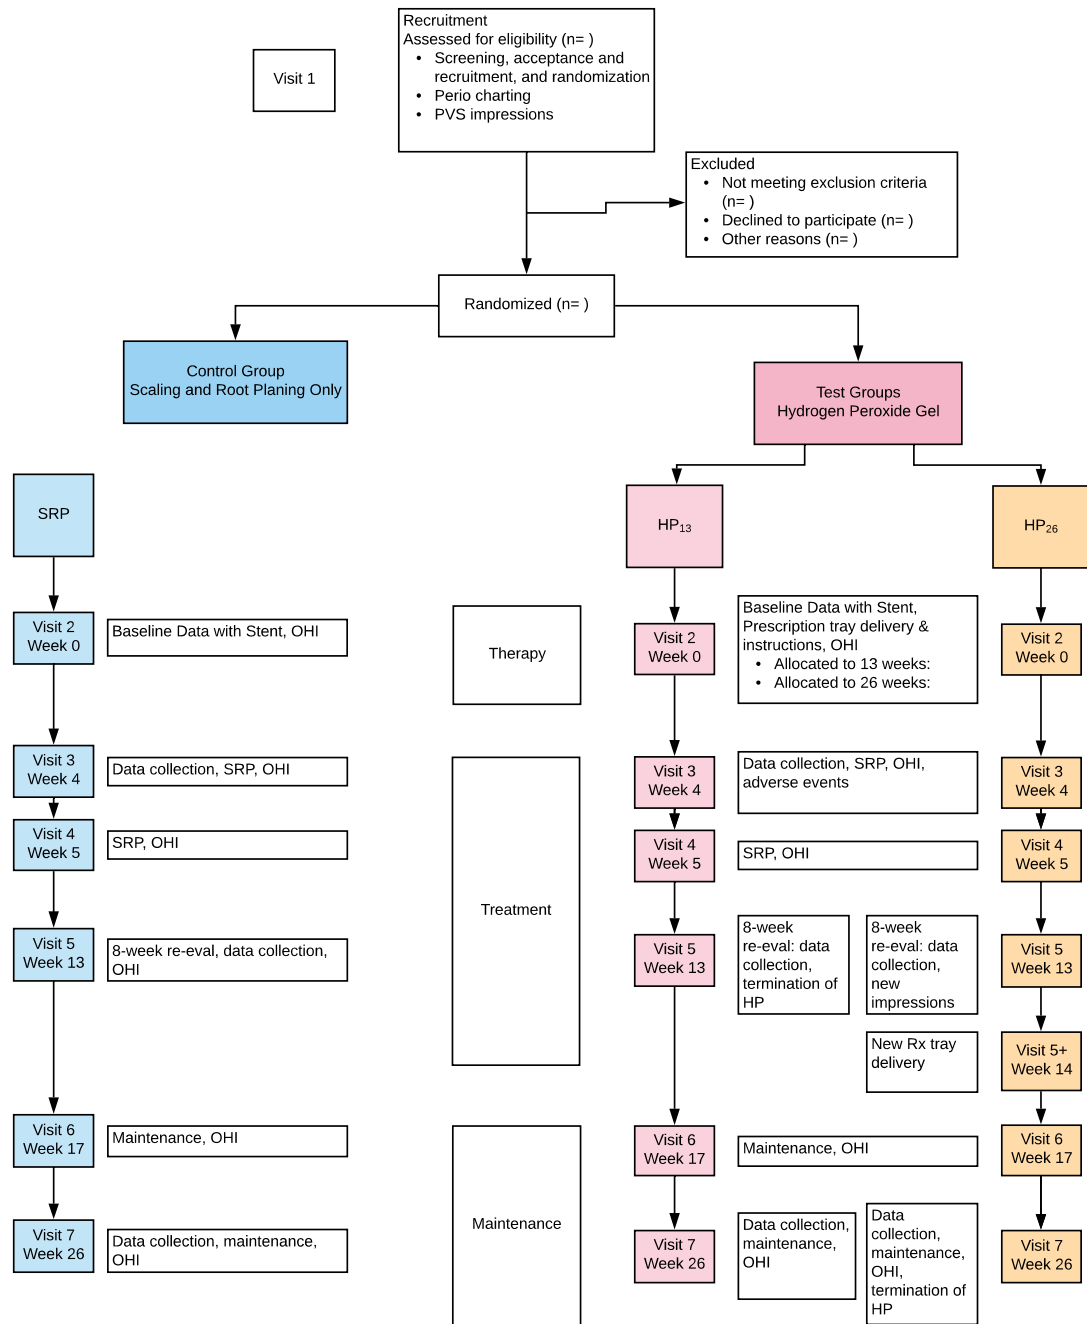 Visit 1
Recruitment
Assessed for eligibility (n= )
• Screening, acceptance and
recruitment, and randomization
• Perio charting
• PVS impressions
Excluded
• Not meeting exclusion criteria
(n= )
• Declined to participate (n= )
• Other reasons (n= )
Randomized (n= )
Control Group
Scaling and Root Planing Only
Test Groups
Hydrogen Peroxide Gel
SRP
HP₁₃
HP₂₆
Visit 2
Week 0
Baseline Data with Stent, OHI
Therapy
Visit 2
Week 0
Baseline Data with Stent,
Prescription tray delivery &
instructions, OHI
• Allocated to 13 weeks:
• Allocated to 26 weeks:
Visit 2
Week 0
Visit 3
Week 4
Data collection, SRP, OHI
Visit 3
Week 4
Data collection, SRP, OHI,
adverse events
Visit 3
Week 4
Visit 4
Week 5
SRP, OHI
Visit 4
Week 5
SRP, OHI
Visit 4
Week 5
Treatment
Visit 5
Week 13
8-week re-eval, data collection,
OHI
Visit 5
Week 13
8-week
re-eval: data
collection,
termination of
HP
8-week
re-eval: data
collection,
new
impressions
Visit 5
Week 13
New Rx tray
delivery
Visit 5+
Week 14
Visit 6
Week 17
Maintenance, OHI
Visit 6
Week 17
Maintenance, OHI
Visit 6
Week 17
Maintenance
Visit 7
Week 26
Data collection, maintenance,
OHI
Visit 7
Week 26
Data collection,
maintenance,
OHI
Data
collection,
maintenance,
OHI,
termination of
HP
Visit 7
Week 26